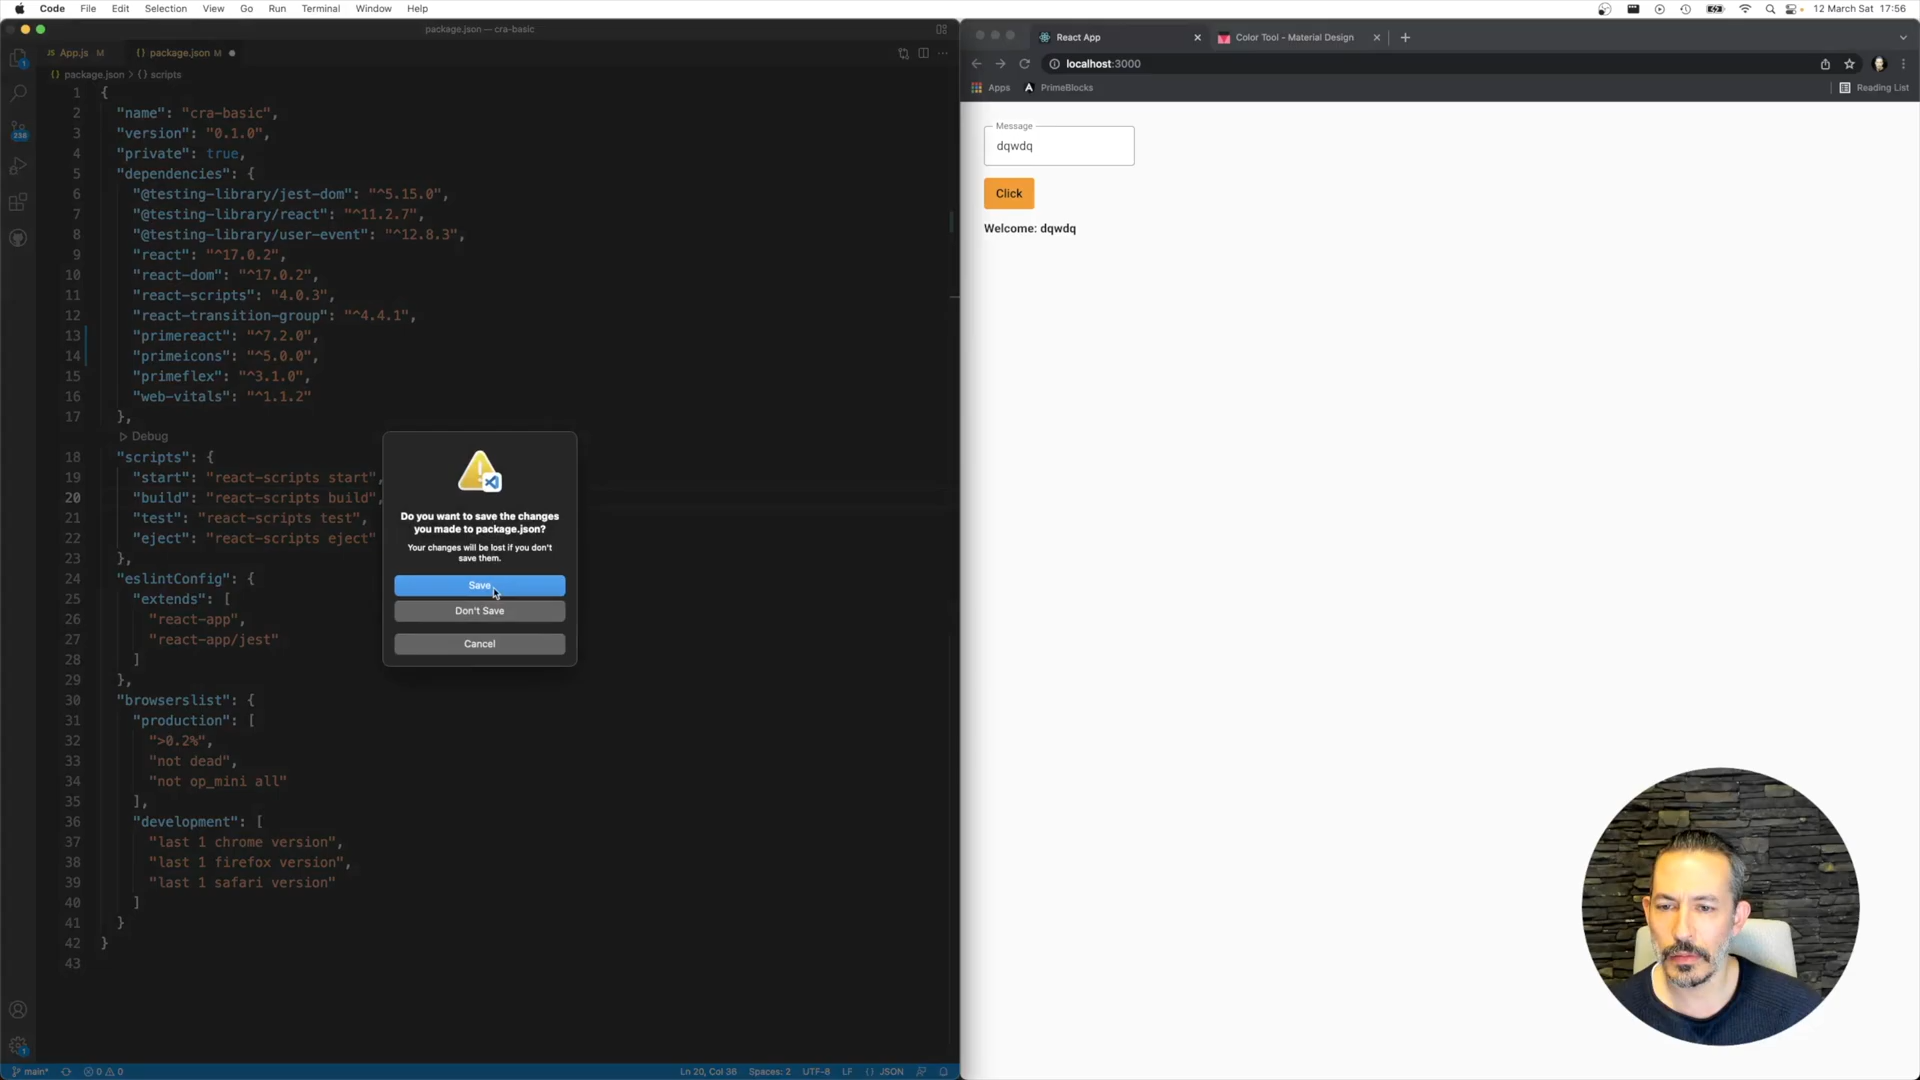 Code File Edit Selection View Go Run Terminal Window Help
12 March Sat 17:56
package.json — cra-basic
JS App.js M
{} package.json M
{} package.json > {} scripts
1 {
2 "name": "cra-basic",
3 "version": "0.1.0",
4 "private": true,
5 "dependencies": {
6 "@testing-library/jest-dom": "^5.15.0",
7 "@testing-library/react": "^11.2.7",
8 "@testing-library/user-event": "^12.8.3",
9 "react": "^17.0.2",
10 "react-dom": "^17.0.2",
11 "react-scripts": "4.0.3",
12 "react-transition-group": "^4.4.1",
13 "primereact": "^7.2.0",
14 "primeicons": "^5.0.0",
15 "primeflex": "^3.1.0",
16 "web-vitals": "^1.1.2"
17 },
Debug
18 "scripts": {
19 "start": "react-scripts start",
20 "build": "react-scripts build",
21 "test": "react-scripts test",
22 "eject": "react-scripts eject"
23 },
24 "eslintConfig": {
25 "extends": [
26 "react-app",
27 "react-app/jest"
28 ]
29 },
30 "browserslist": {
31 "production": [
32 ">0.2%",
33 "not dead",
34 "not op_mini all"
35 ],
36 "development": [
37 "last 1 chrome version",
38 "last 1 firefox version",
39 "last 1 safari version"
40 ]
41 }
42 }
43
Do you want to save the changes
you made to package.json?
Your changes will be lost if you don't
save them.
Save
Don't Save
Cancel
main* 0 0 Ln 20, Col 36 Spaces: 2 UTF-8 LF {} JSON
React App
Color Tool - Material Design
localhost:3000
Apps
PrimeBlocks
Reading List
Message
dqwdq
Click
Welcome: dqwdq